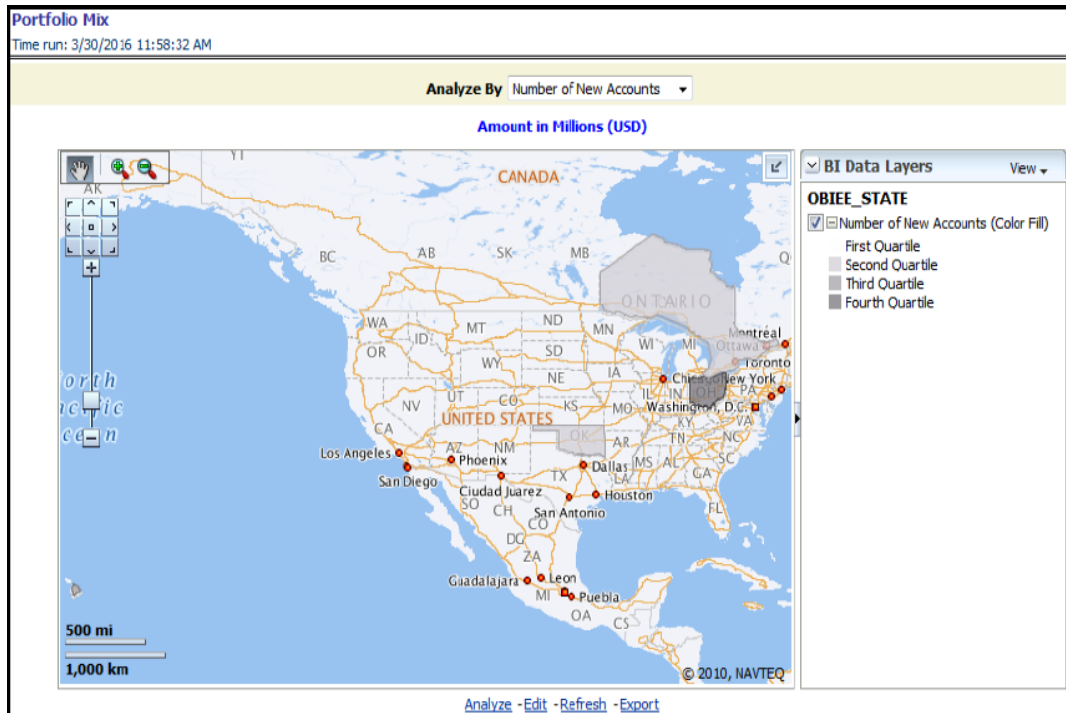 Portfolio Mix
Time run: 3/30/2016 11:58:32 AM
Analyze By Number of New Accounts
Amount in Millions (USD)
BI Data Layers View
OBIEE_STATE
Number of New Accounts (Color Fill)
First Quartile
Second Quartile
Third Quartile
Fourth Quartile
YT
AK
CANADA
BC
AB
SK
MB
ONTARIO
WA
MT
ND
MN
Montréal
OR
ID
SD
WI
MI
Ottawa
Toronto
WY
NE
IA
Chicago
New York
NV
UT
CO
KS
MO
IL
IN
OH
PA
Washington, D.C.
CA
UNITED STATES
KY
VA
Los Angeles
AZ
NM
OK
AR
TN
NC
Phoenix
SC
San Diego
Dallas
MS
AL
GA
Ciudad Juarez
TX
LA
SO
CH
Houston
San Antonio
FL
CO
DG
ZA
Guadalajara
Leon
MI
Puebla
OA
CS
500 mi
1,000 km
© 2010, NAVTEQ
Analyze - Edit - Refresh - Export